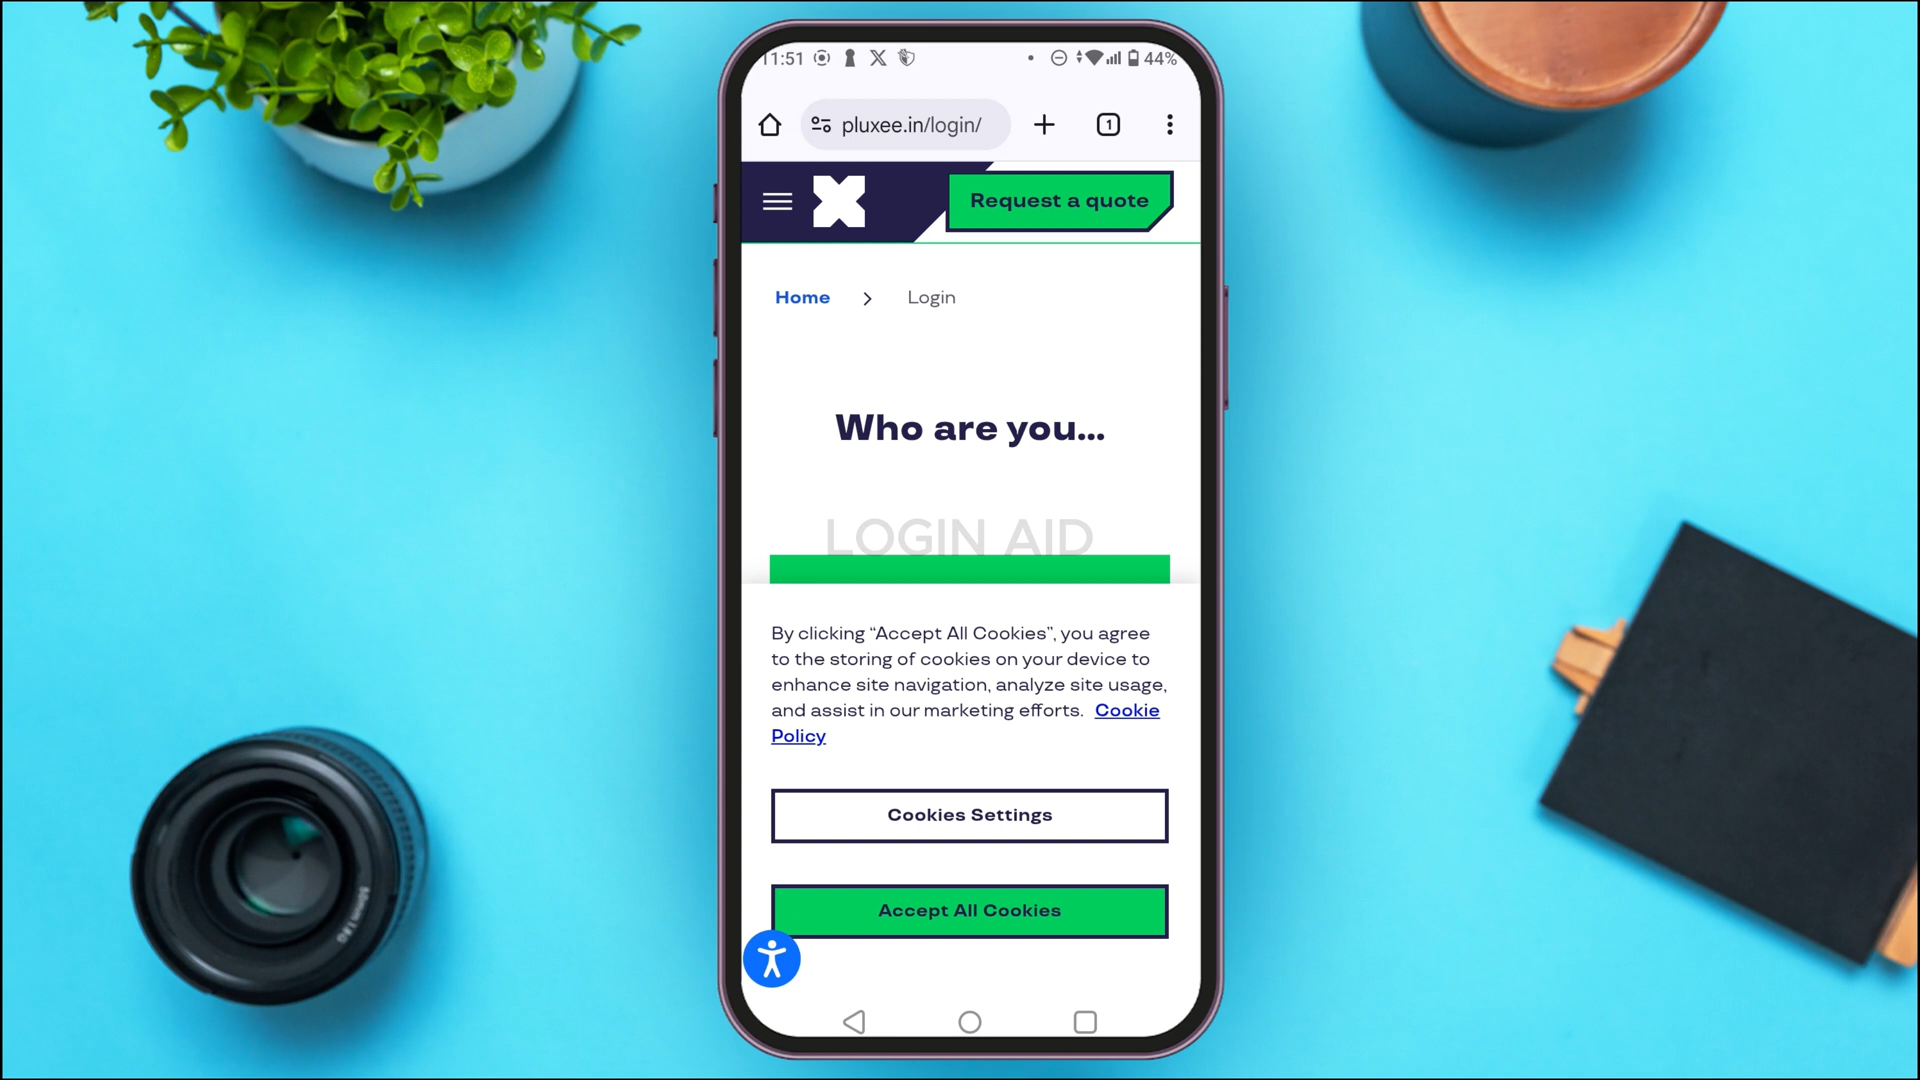 11:51
44%
pluxee.in/login/
1
Request a quote
Home > Login
Who are you...
LOGIN AID
By clicking “Accept All Cookies”, you agree
to the storing of cookies on your device to
enhance site navigation, analyze site usage,
and assist in our marketing efforts. Cookie
Policy
Cookies Settings
Accept All Cookies